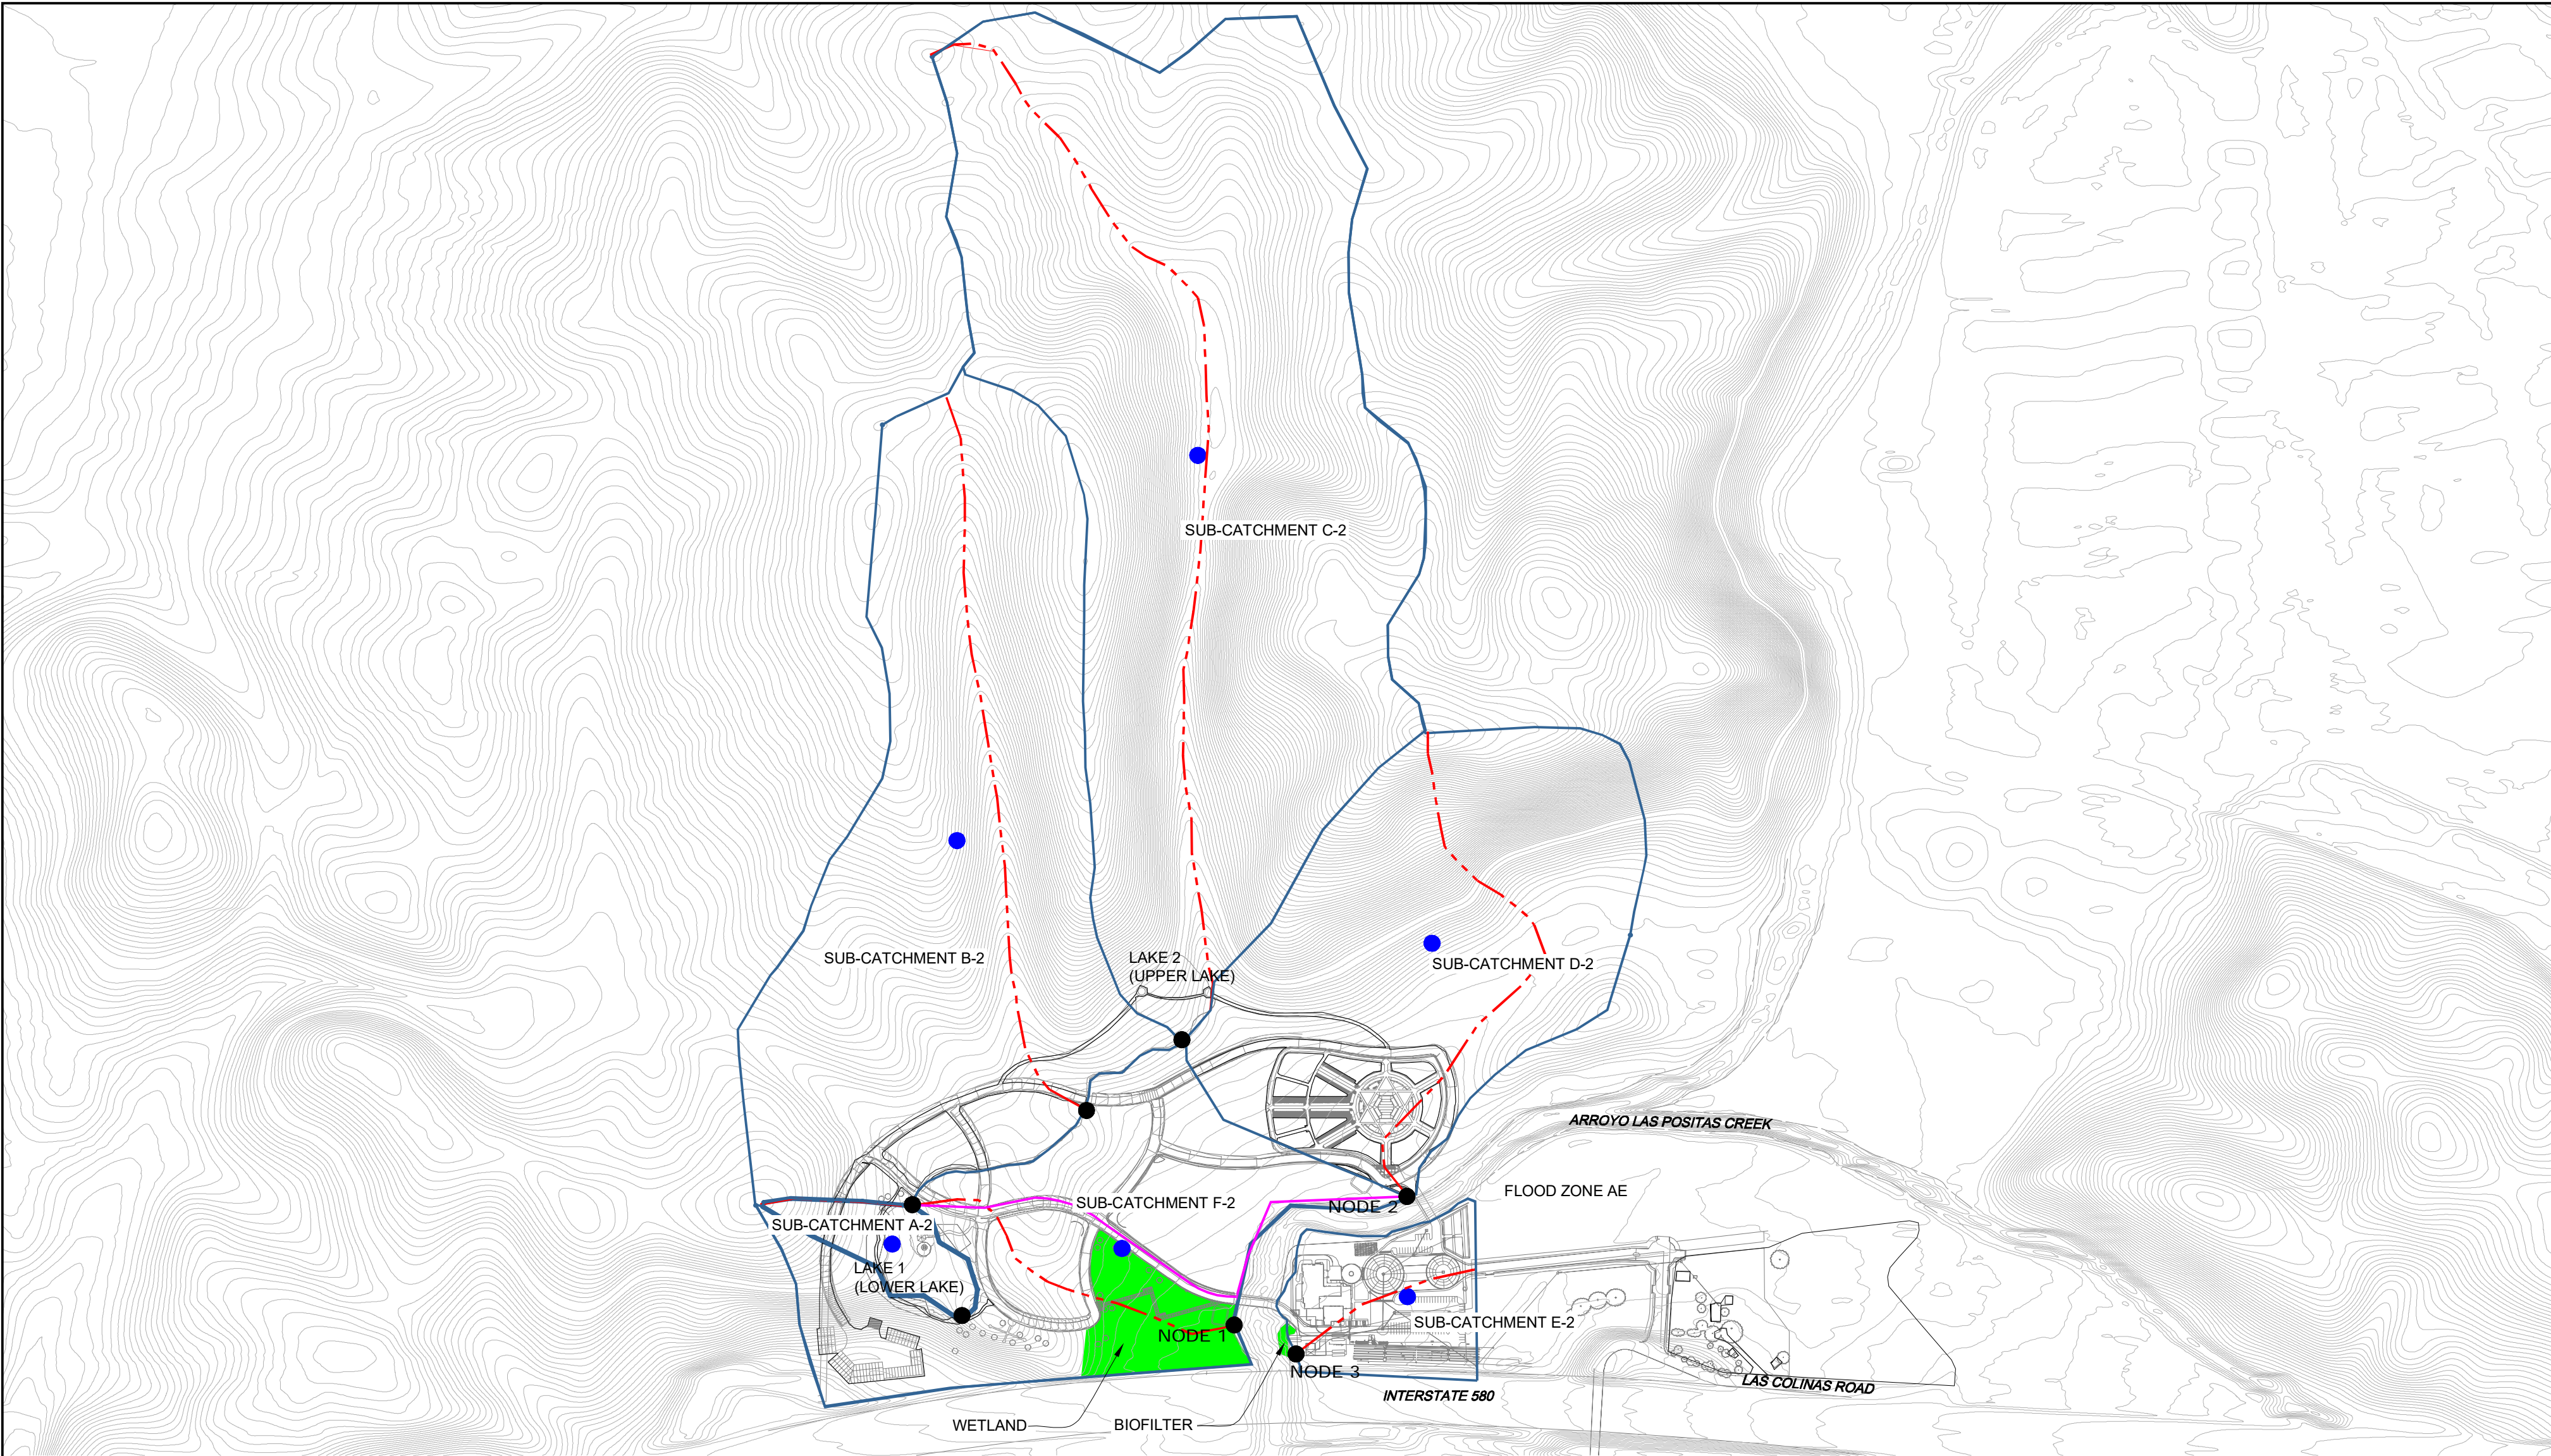 SUB-CATCHMENT C-2
SUB-CATCHMENT B-2
LAKE 2
(UPPER LAKE)
SUB-CATCHMENT D-2
ARROYO LAS POSITAS CREEK
FLOOD ZONE AE
SUB-CATCHMENT F-2
NODE 2
SUB-CATCHMENT A-2
LAKE 1
(LOWER LAKE)
SUB-CATCHMENT E-2
NODE 1
NODE 3
LAS COLINAS ROAD
INTERSTATE 580
WETLAND
BIOFILTER